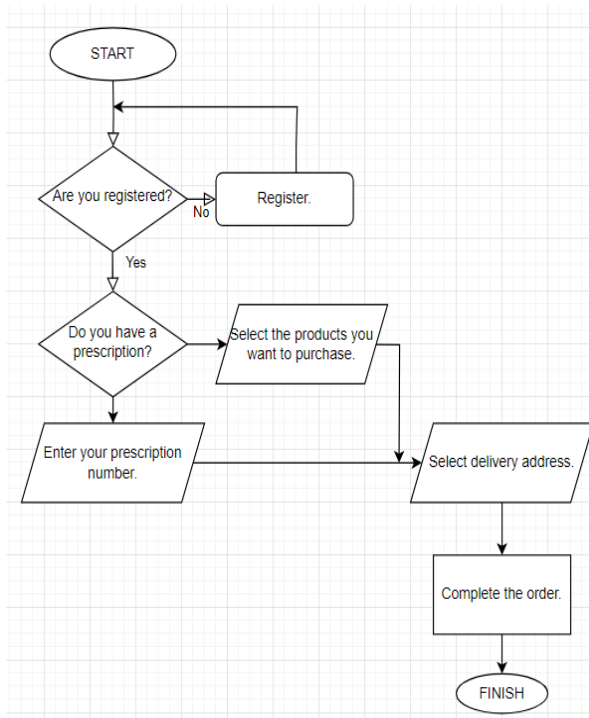 START
Are you registered?
No
Register.
Yes
Do you have a
prescription?
Select the products you
want to purchase.
Enter your prescription
number.
Select delivery address.
Complete the order.
FINISH